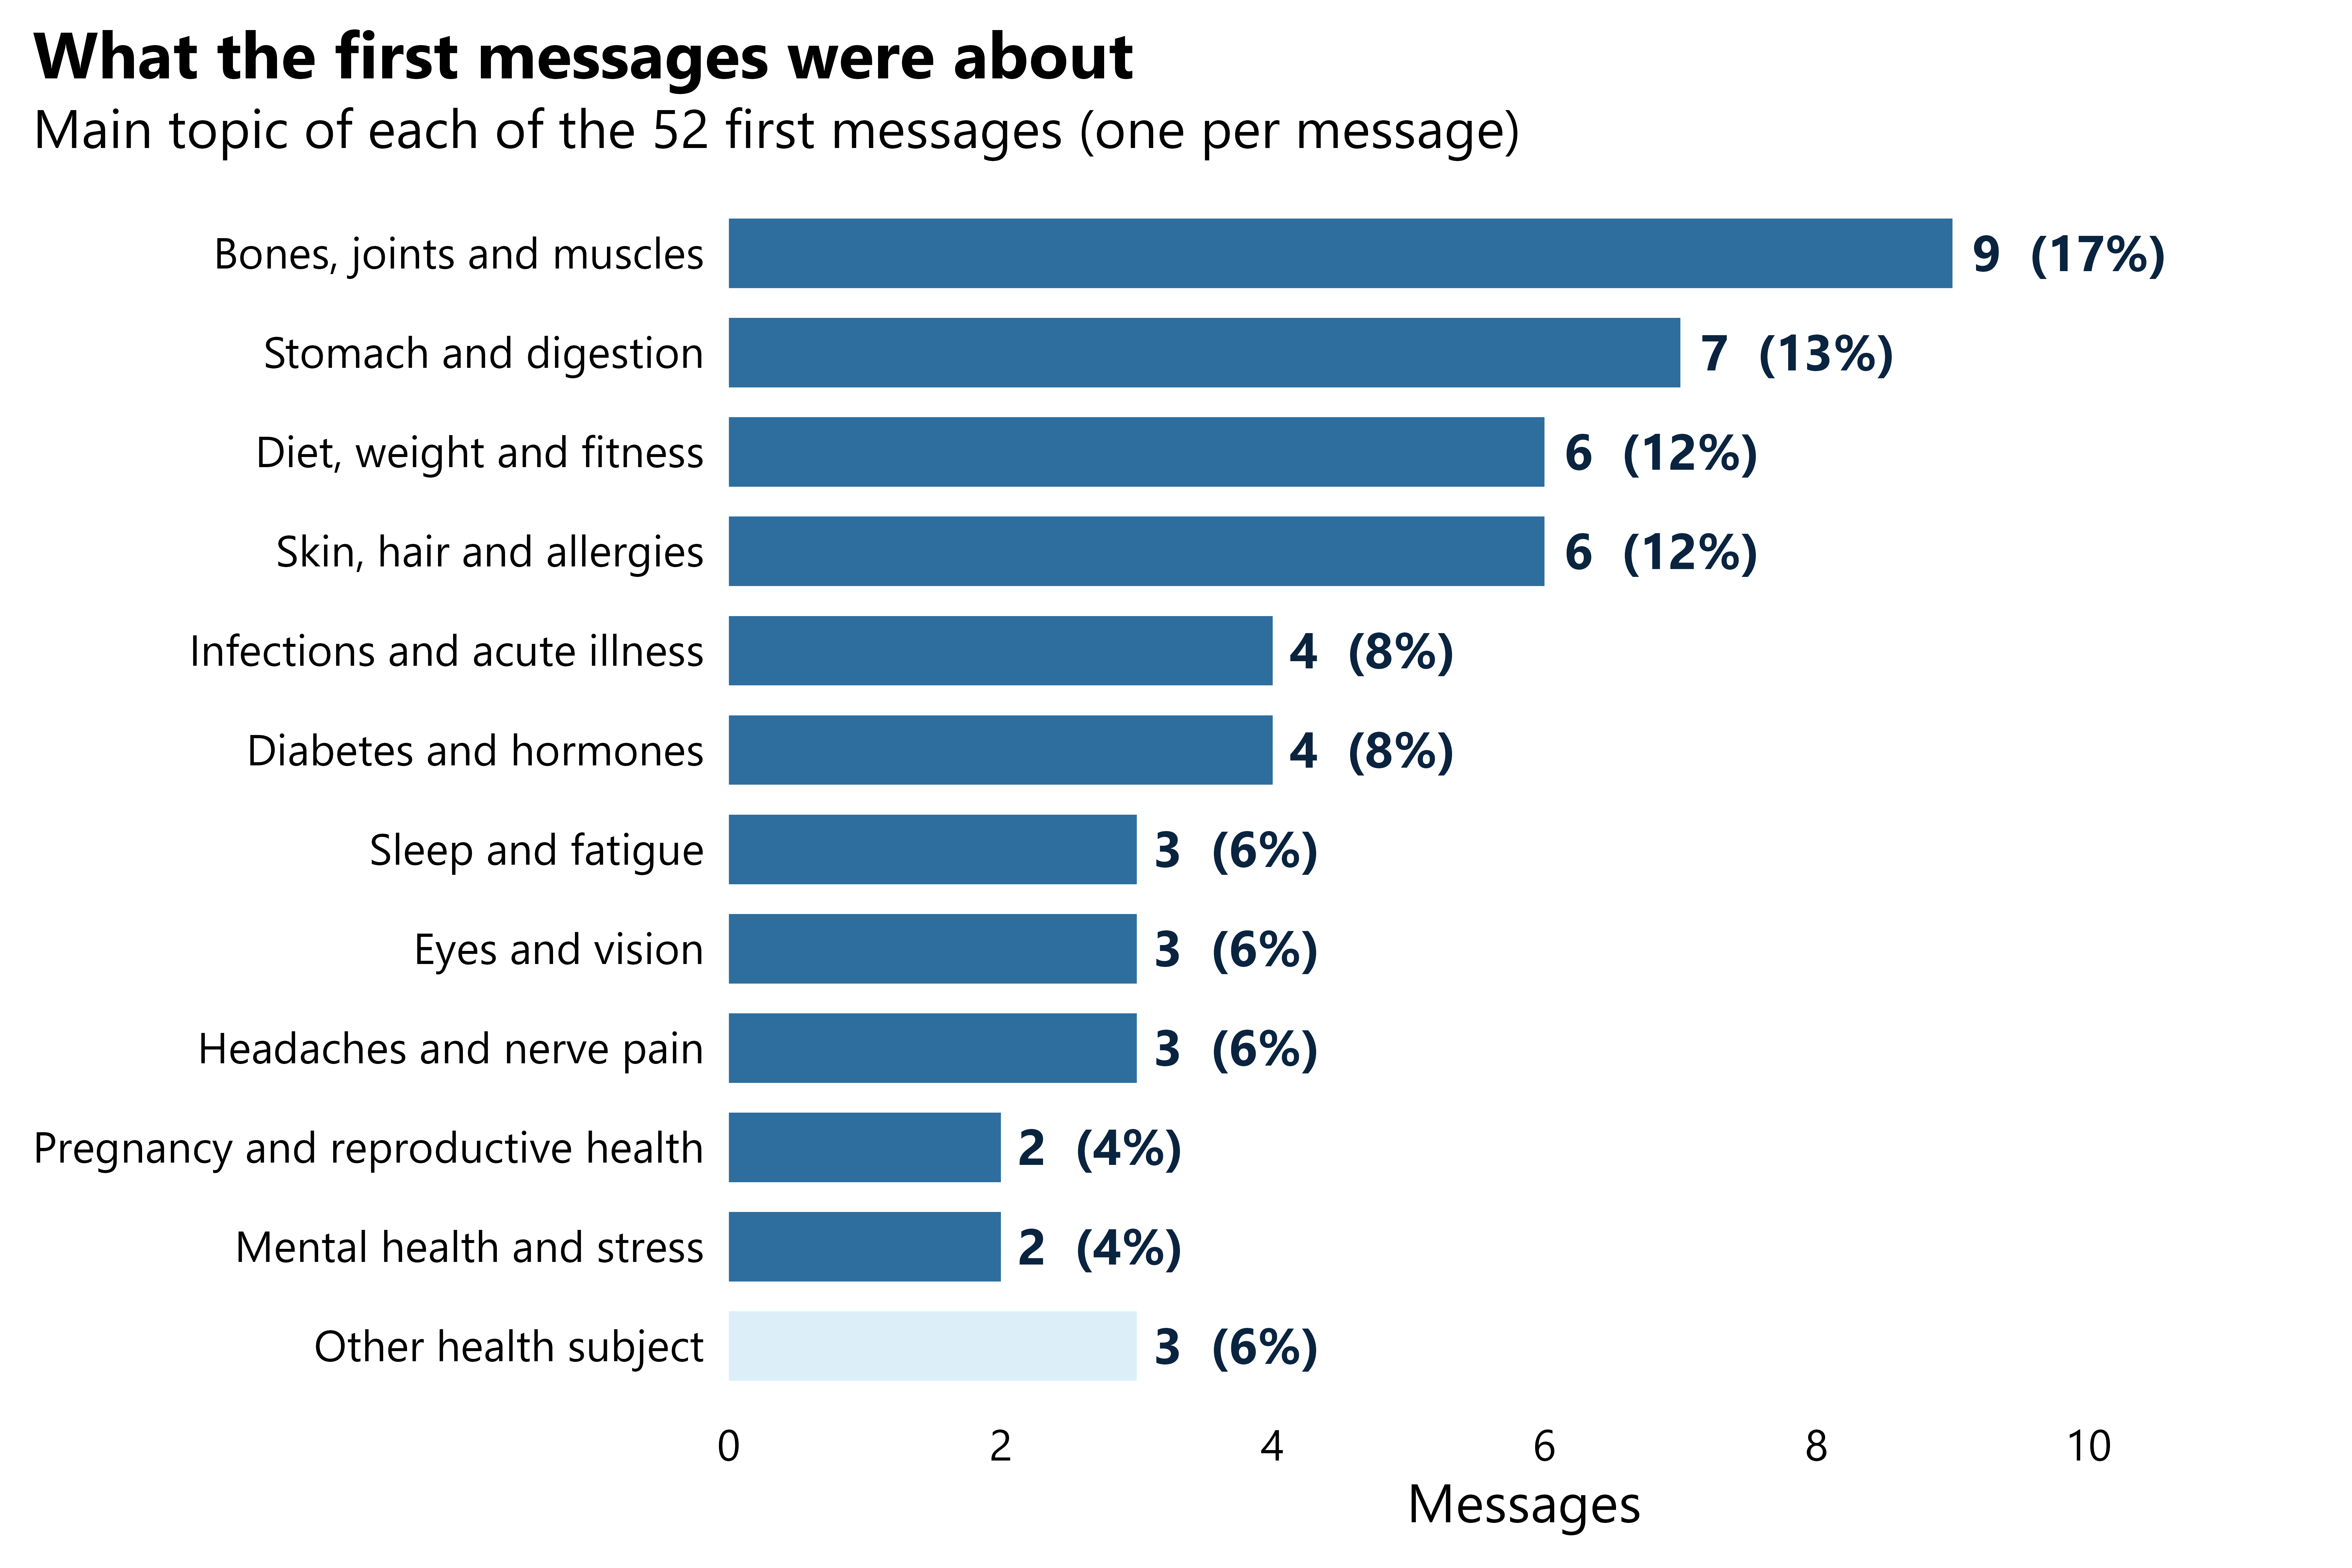 What the first messages were about
Main topic of each of the 52 first messages (one per message)
Bones, joints and muscles 9 (17%)
Stomach and digestion 7 (13%)
Diet, weight and fitness 6 (12%)
Skin, hair and allergies 6 (12%)
Infections and acute illness 4 (8%)
Diabetes and hormones 4 (8%)
Sleep and fatigue 3 (6%)
Eyes and vision 3 (6%)
Headaches and nerve pain 3 (6%)
Pregnancy and reproductive health 2 (4%)
Mental health and stress 2 (4%)
Other health subject 3 (6%)
0 2 4 6 8 10
Messages